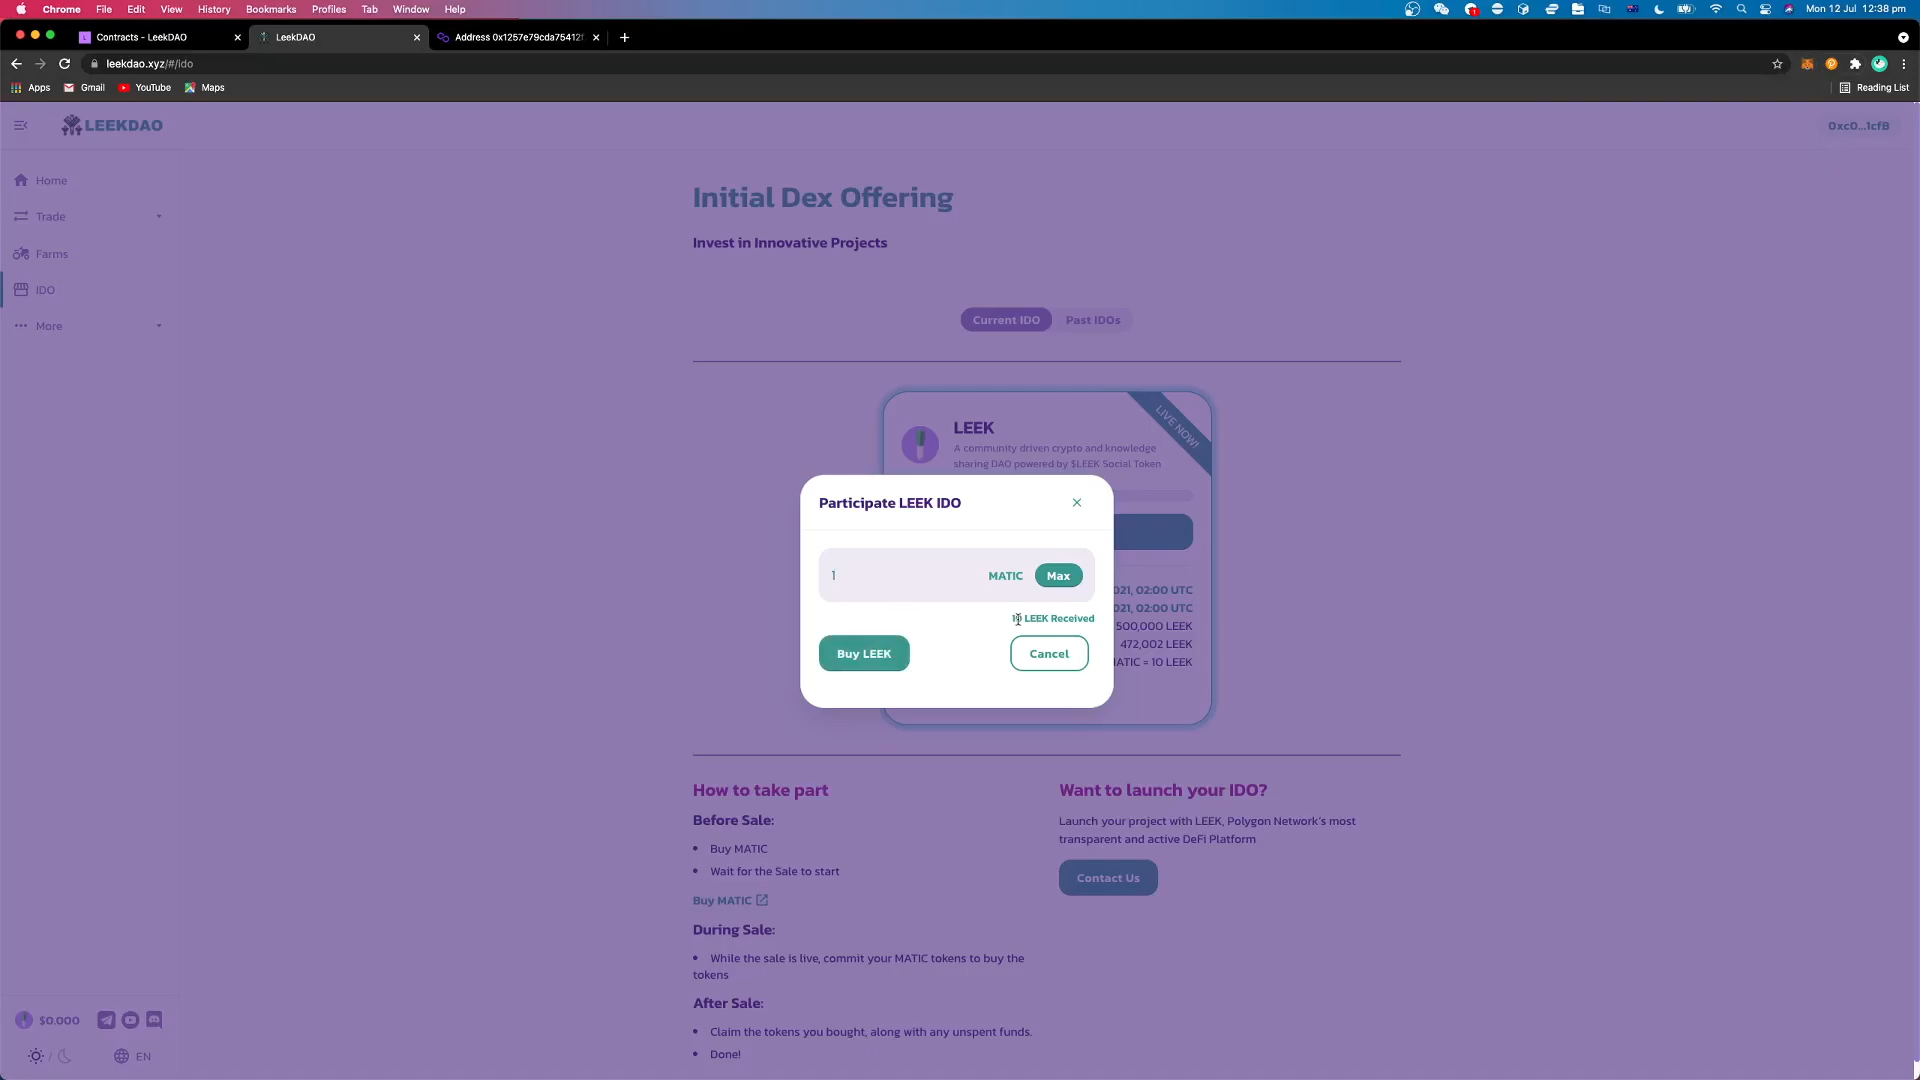 Chrome File Edit View History Bookmarks Profiles Tab Window Help
1
Mon 12 Jul 12:38 pm
Contracts - LeekDAO
LeekDAO
Address 0x1257e79cda75412f
leekdao.xyz/#/ido
Apps Gmail YouTube Maps
Reading List
LEEKDAO
0xc0...1cfB
Home
Trade
Farms
IDO
More
Initial Dex Offering
Invest in Innovative Projects
Current IDO Past IDOs
LIVE NOW!
LEEK
A community driven crypto and knowledge
sharing DAO powered by $LEEK Social Token
Participate LEEK IDO
1 MATIC Max
10 LEEK Received
Buy LEEK Cancel
021, 02:00 UTC
021, 02:00 UTC
500,000 LEEK
472,002 LEEK
ATIC = 10 LEEK
How to take part
Before Sale:
• Buy MATIC
• Wait for the Sale to start
Buy MATIC
During Sale:
• While the sale is live, commit your MATIC tokens to buy the
tokens
After Sale:
• Claim the tokens you bought, along with any unspent funds.
• Done!
Want to launch your IDO?
Launch your project with LEEK, Polygon Network's most
transparent and active DeFi Platform
Contact Us
$0.000
/
EN